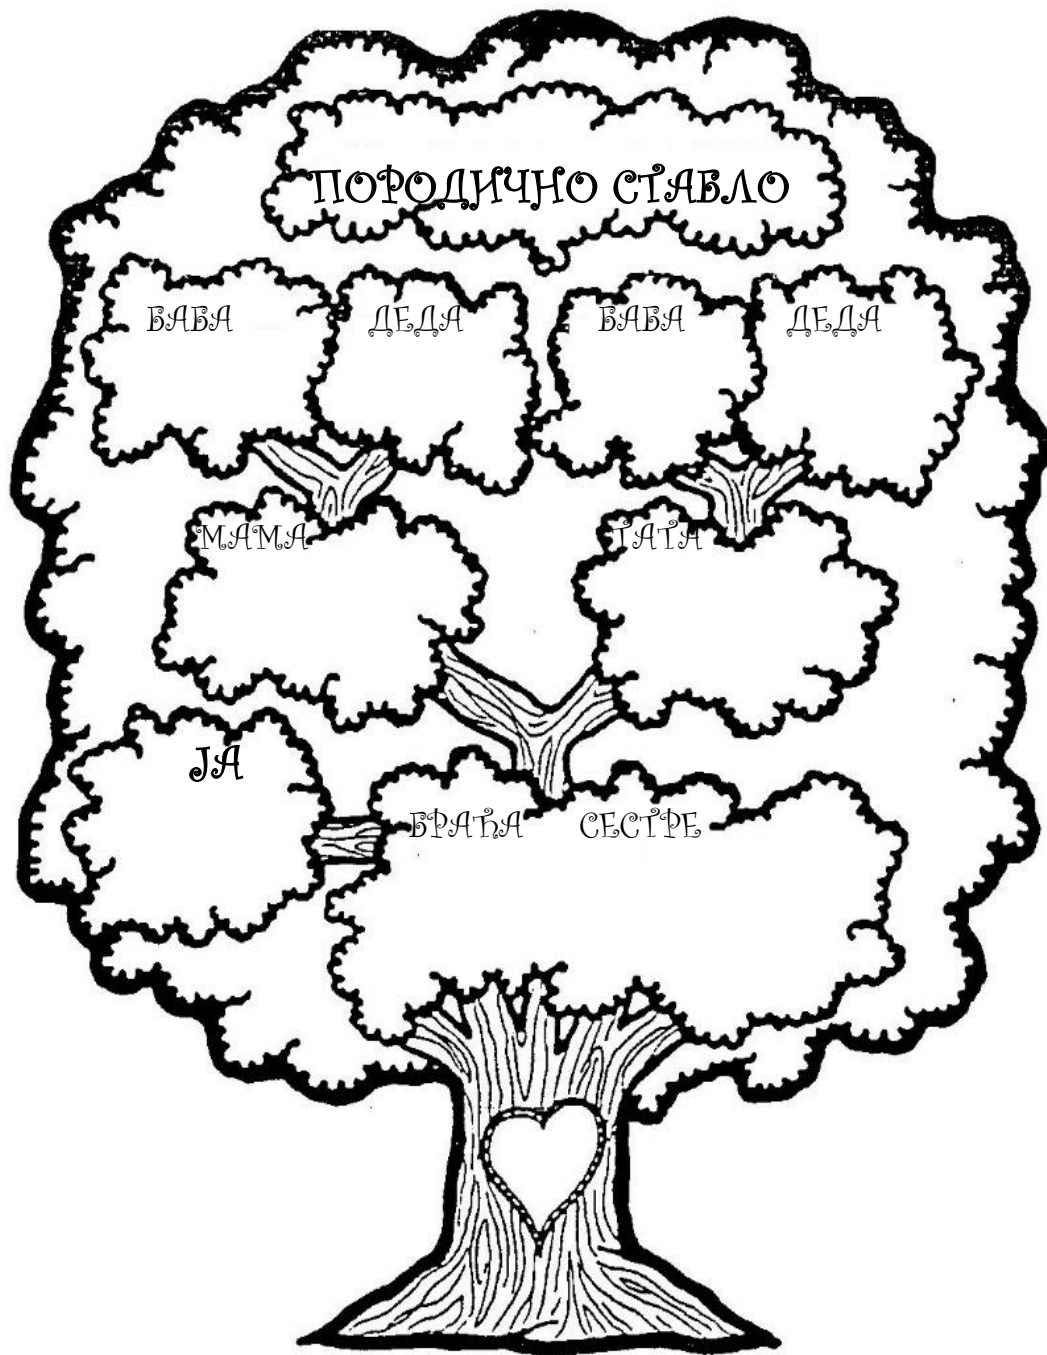 ПОРОДИЧНО СТАБЛО
БАБА ДЕДА БАБА ДЕДА
МАМА ТАТА
ЈА
БРАЋА СЕСТРЕ